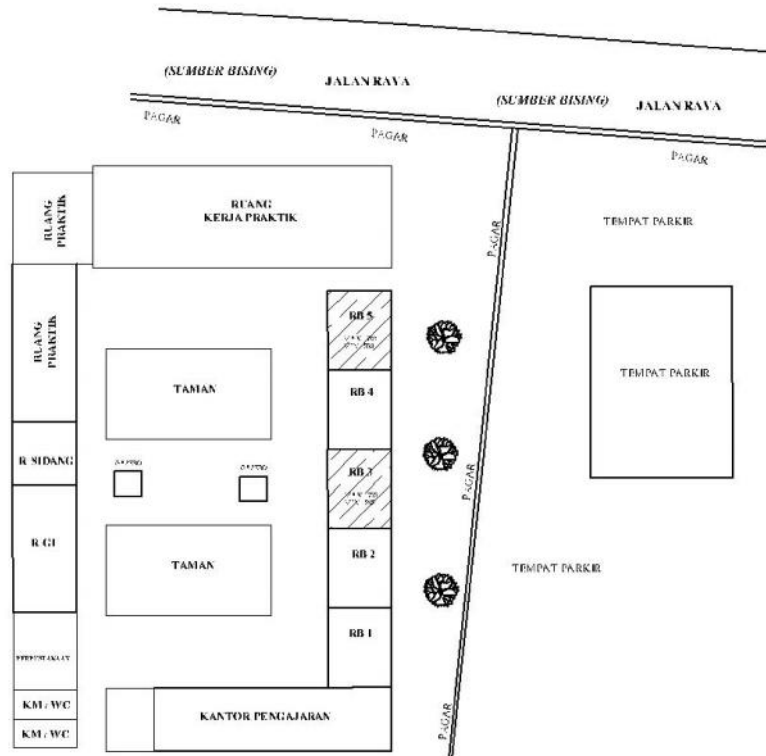 (SUMBER BISING)
JALAN RAYA
(SUMBER BISING)
JALAN RAYA
PAGAR
PAGAR
PAGAR
RUANG
PRAKTIK
RUANG
KERJA PRAKTIK
PAGAR
TEMPAT PARKIR
RUANG
PRAKTIK
RB 5
TAMAN
RB 4
TEMPAT PARKIR
R SIDANG
RB 3
PAGAR
R GI
RB 2
TAMAN
TEMPAT PARKIR
RB 1
KM / WC
KANTOR PENGAJARAN
PAGAR
KM / WC